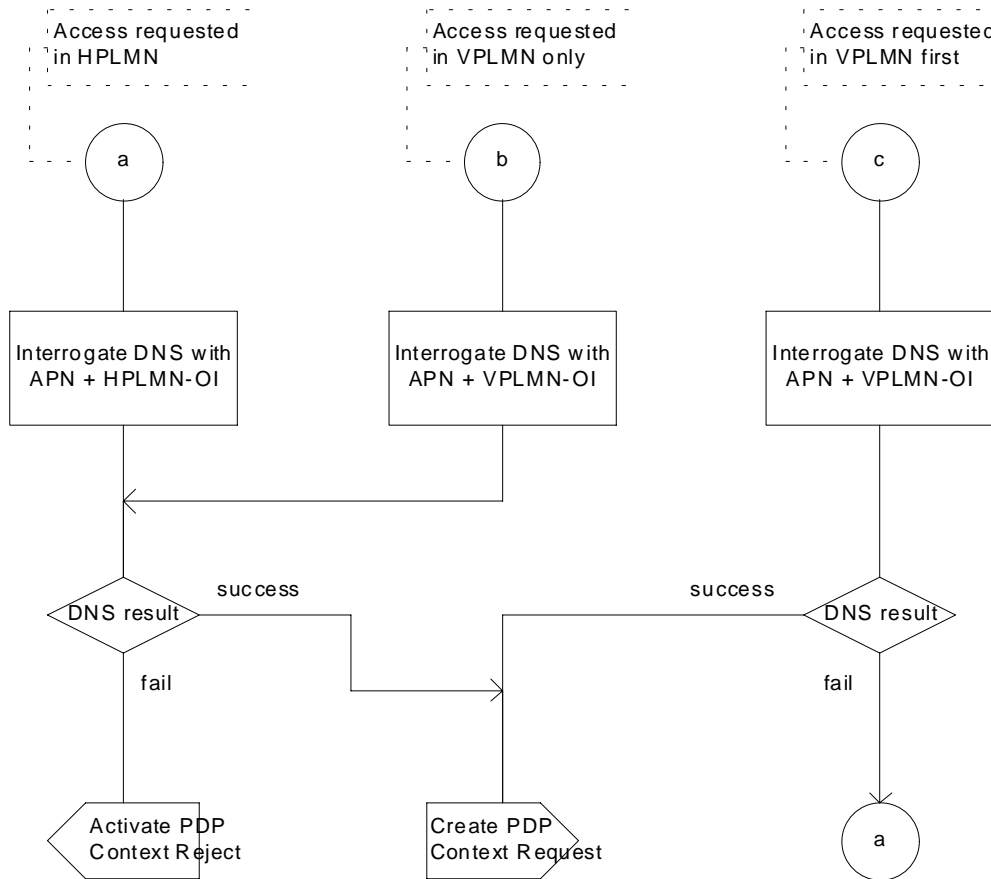 Access requested
in HPLMN
Access requested
in VPLMN only
Access requested
in VPLMN first
a
b
c
Interrogate DNS with
APN + HPLMN-OI
Interrogate DNS with
APN + VPLMN-OI
Interrogate DNS with
APN + VPLMN-OI
DNS result
success
fail
success
DNS result
fail
Activate PDP
Context Reject
Create PDP
Context Request
a